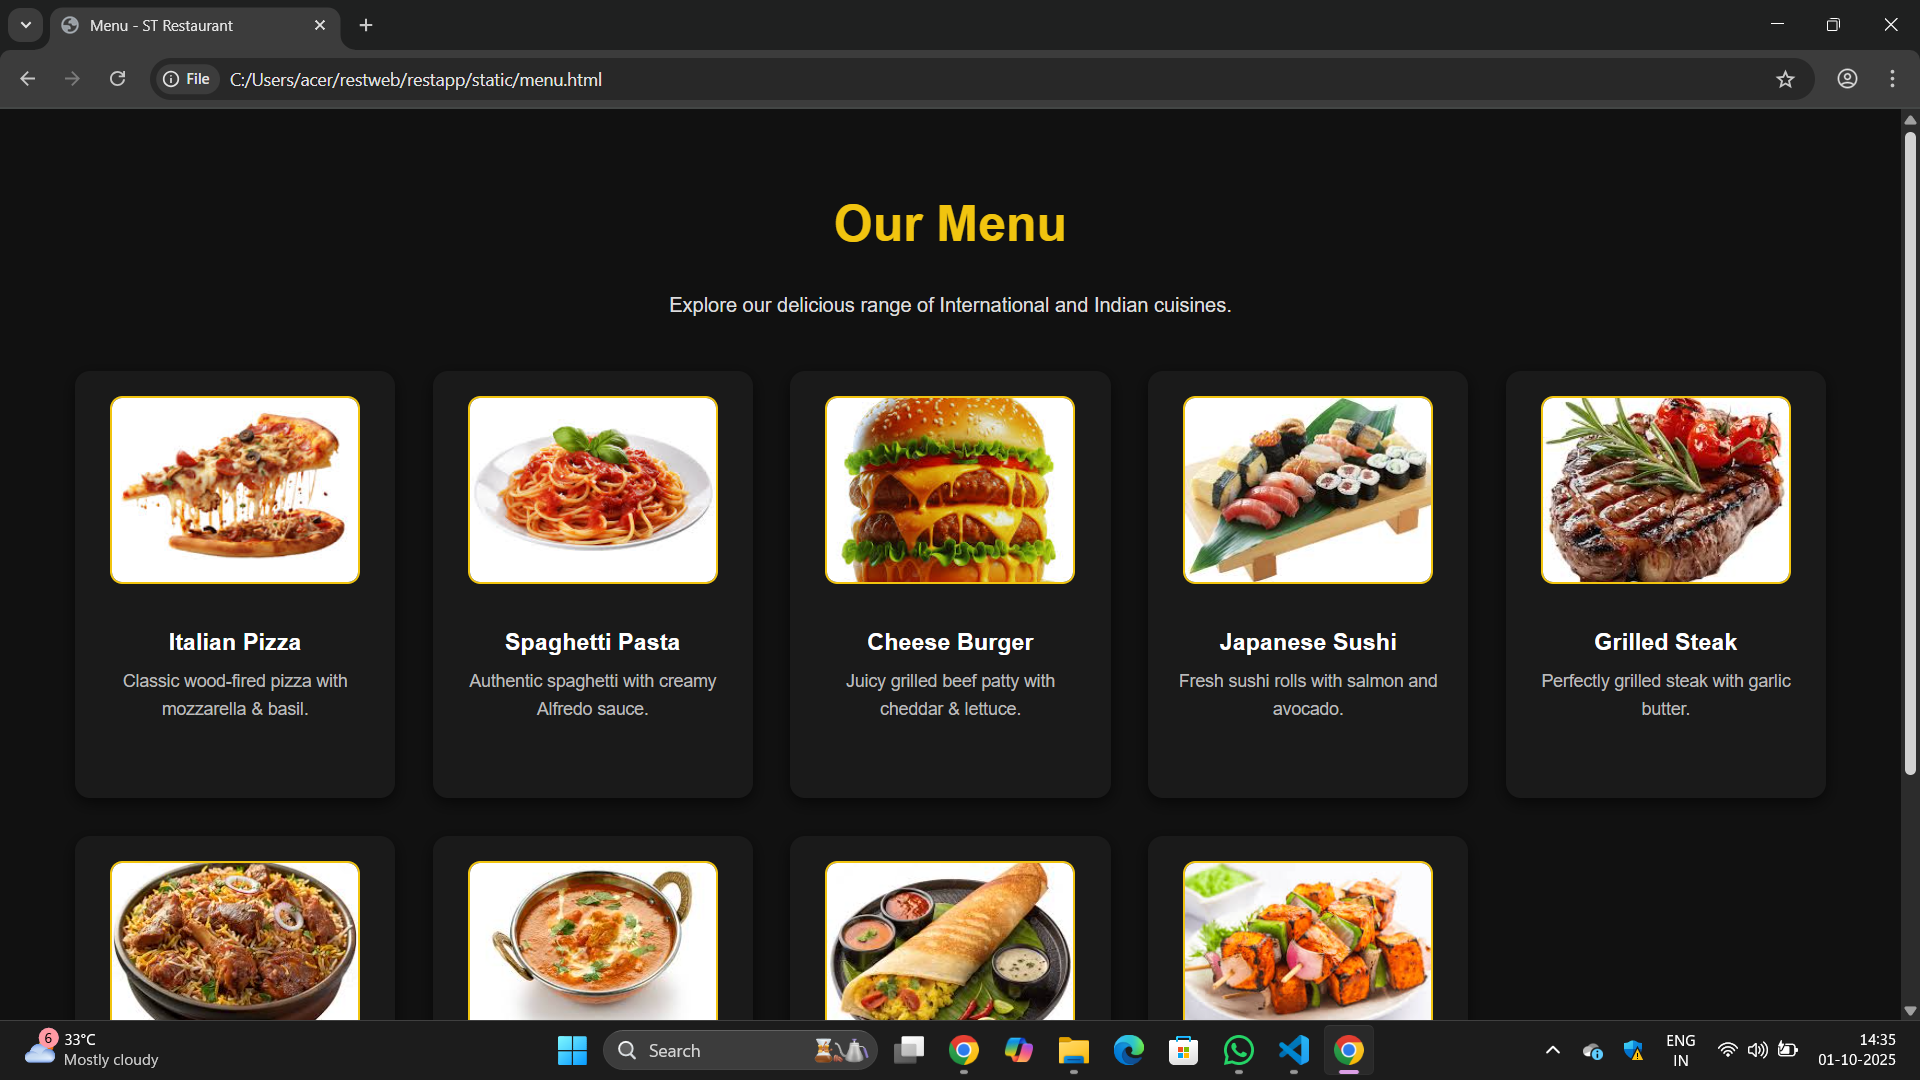 Menu - ST Restaurant
File
C:/Users/acer/restweb/restapp/static/menu.html
Our Menu
Explore our delicious range of International and Indian cuisines.
Italian Pizza
Classic wood-fired pizza with
mozzarella & basil.
Spaghetti Pasta
Authentic spaghetti with creamy
Alfredo sauce.
Cheese Burger
Juicy grilled beef patty with
cheddar & lettuce.
Japanese Sushi
Fresh sushi rolls with salmon and
avocado.
Grilled Steak
Perfectly grilled steak with garlic
butter.
6
33°C
Mostly cloudy
Search
ENG
IN
14:35
01-10-2025